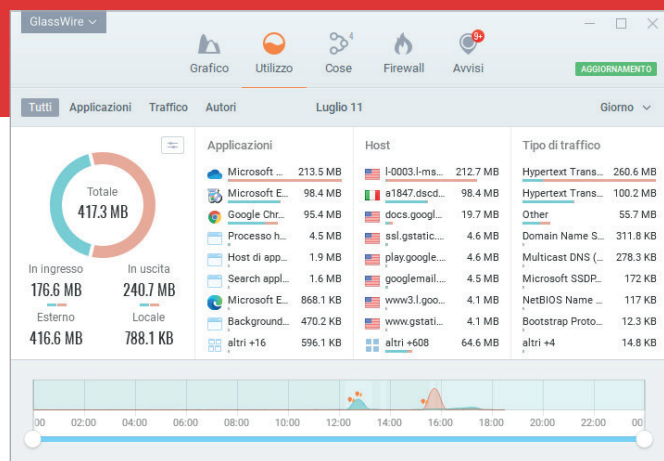 GlassWire
Grafico
Utilizzo
Cose 4
Firewall
Avvisi 9+
AGGIORNAMENTO
Tutti Applicazioni Traffico Autori Luglio 11 Giorno
Totale
417.3 MB
In ingresso In uscita
176.6 MB 240.7 MB
Esterno Locale
416.6 MB 788.1 KB
Applicazioni
Microsoft ... 213.5 MB
Microsoft E... 98.4 MB
Google Chr... 95.4 MB
Processo h... 4.5 MB
Host di app... 1.9 MB
Search appl... 1.6 MB
Microsoft E... 868.1 KB
Background... 470.2 KB
altri +16 596.1 KB
Host
l-0003.l-ms... 212.7 MB
a1847.dscd... 98.4 MB
docs.googl... 19.7 MB
ssl.gstatic.... 4.6 MB
play.google... 4.6 MB
googlemail.... 4.5 MB
www3.l.goo... 4.1 MB
www.gstati... 4.1 MB
altri +608 64.6 MB
Tipo di traffico
Hypertext Trans... 260.6 MB
Hypertext Trans... 100.2 MB
Other 55.7 MB
Domain Name S... 311.8 KB
Multicast DNS (... 278.3 KB
Microsoft SSDP... 172 KB
NetBIOS Name ... 117 KB
Bootstrap Proto... 12.3 KB
altri +4 14.8 KB
00 02:00 04:00 06:00 08:00 10:00 12:00 14:00 16:00 18:00 20:00 22:00 00